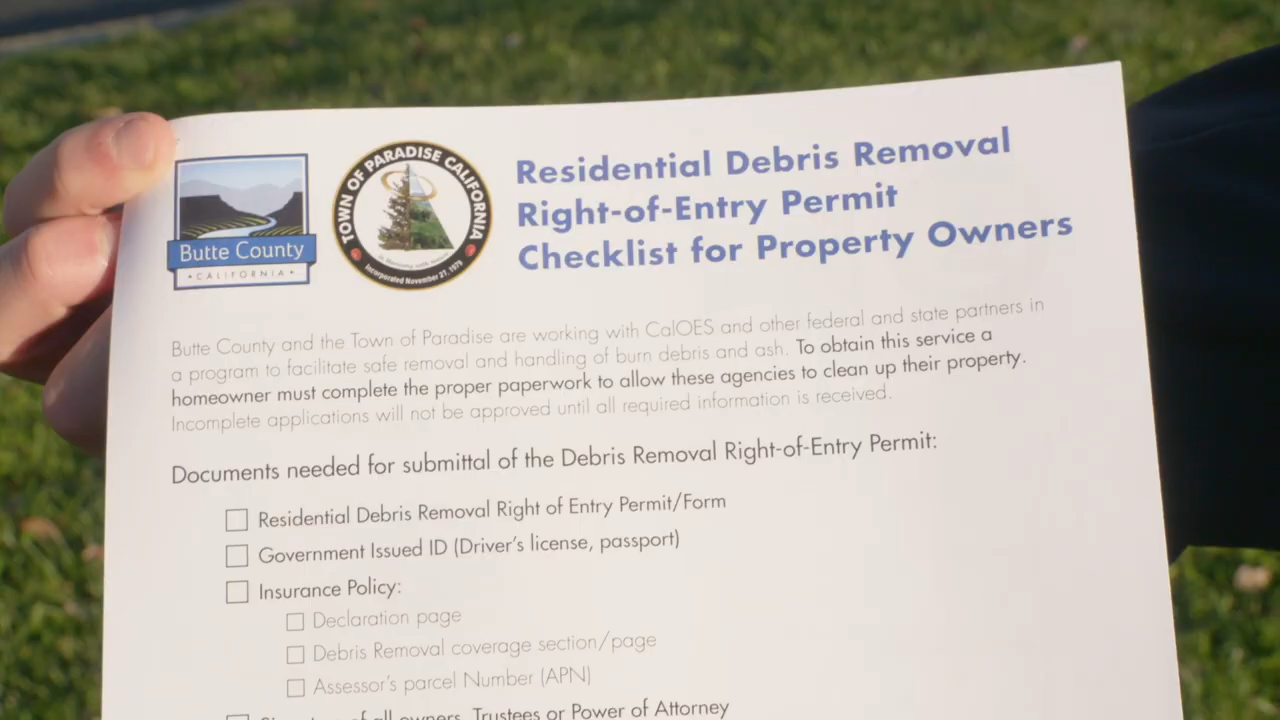 Butte County
• CALIFORNIA •
TOWN OF PARADISE CALIFORNIA
Incorporated November 27, 1979
Residential Debris Removal
Right-of-Entry Permit
Checklist for Property Owners
Butte County and the Town of Paradise are working with CalOES and other federal and state partners in
a program to facilitate safe removal and handling of burn debris and ash. To obtain this service a
homeowner must complete the proper paperwork to allow these agencies to clean up their property.
Incomplete applications will not be approved until all required information is received.
Documents needed for submittal of the Debris Removal Right-of-Entry Permit:
Residential Debris Removal Right of Entry Permit/Form
Government Issued ID (Driver's license, passport)
Insurance Policy:
Declaration page
Debris Removal coverage section/page
Assessor's parcel Number (APN)
of all owners, Trustees or Power of Attorney